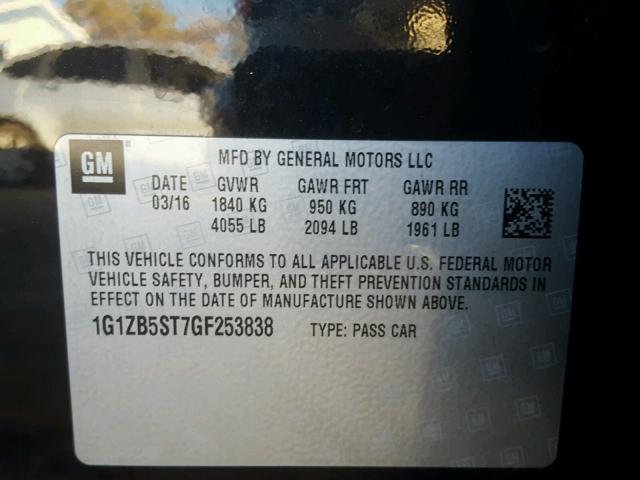 GM MFD BY GENERAL MOTORS LLC
DATE GVWR GAWR FRT GAWR RR
03/16 1840 KG 950 KG 890 KG
4055 LB 2094 LB 1961 LB
THIS VEHICLE CONFORMS TO ALL APPLICABLE U.S. FEDERAL MOTOR
VEHICLE SAFETY, BUMPER, AND THEFT PREVENTION STANDARDS IN
EFFECT ON THE DATE OF MANUFACTURE SHOWN ABOVE.
1G1ZB5ST7GF253838 TYPE: PASS CAR